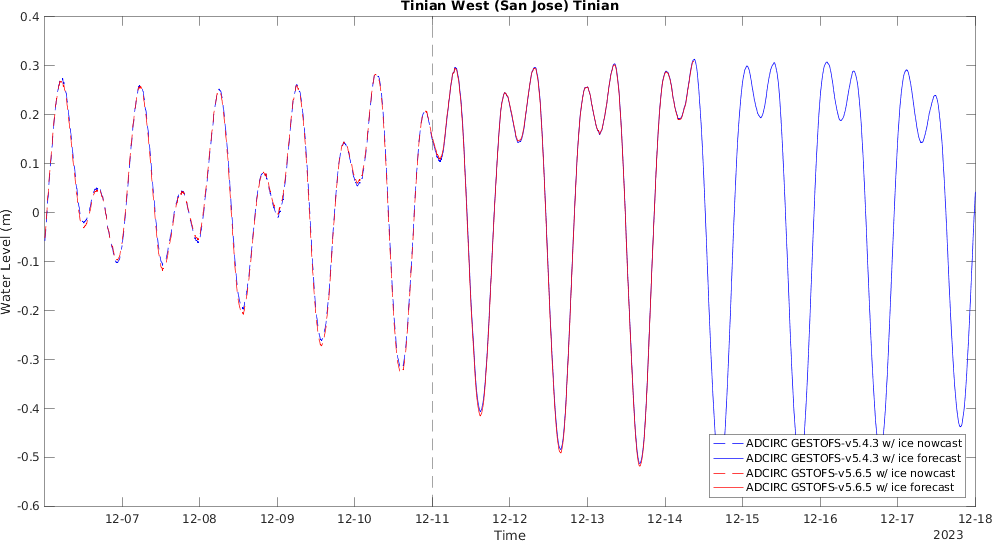 Tinian West (San Jose) Tinian
0.4
0.3
0.2
0.1
0
-0.1
-0.2
-0.3
-0.4
-0.5
-0.6
Water Level (m)
ADCIRC GESTOFS-v5.4.3 w/ ice nowcast
ADCIRC GESTOFS-v5.4.3 w/ ice forecast
ADCIRC GSTOFS-v5.6.5 w/ ice nowcast
ADCIRC GSTOFS-v5.6.5 w/ ice forecast
12-07 12-08 12-09 12-10 12-11 12-12 12-13 12-14 12-15 12-16 12-17 12-18
Time
2023